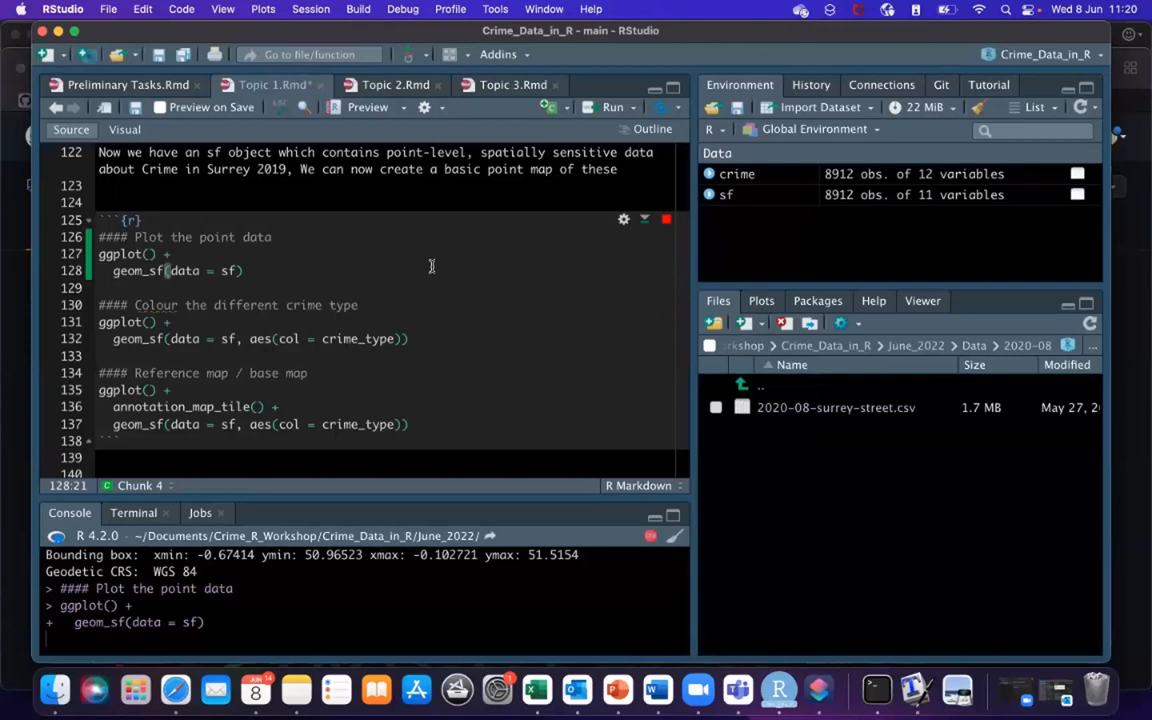 RStudio File Edit Code View Plots Session Build Debug Profile Tools Window Help Wed 8 Jun 11:20
Crime_Data_in_R - main - RStudio
Go to file/function Addins Crime_Data_in_R
Preliminary Tasks.Rmd Topic 1.Rmd* Topic 2.Rmd Topic 3.Rmd
Preview on Save Preview Run
Source Visual Outline
122 Now we have an sf object which contains point-level, spatially sensitive data
about Crime in Surrey 2019, We can now create a basic point map of these
123
124
125 ```{r}
126 #### Plot the point data
127 ggplot() +
128 geom_sf(data = sf)
129
130 #### Colour the different crime type
131 ggplot() +
132 geom_sf(data = sf, aes(col = crime_type))
133
134 #### Reference map / base map
135 ggplot() +
136 annotation_map_tile() +
137 geom_sf(data = sf, aes(col = crime_type))
138 ```
139
140
128:21 Chunk 4 R Markdown
Console Terminal Jobs
R 4.2.0 · ~/Documents/Crime_R_Workshop/Crime_Data_in_R/June_2022/
Bounding box: xmin: -0.67414 ymin: 50.96523 xmax: -0.102721 ymax: 51.5154
Geodetic CRS: WGS 84
> #### Plot the point data
> ggplot() +
+ geom_sf(data = sf)
Environment History Connections Git Tutorial
Import Dataset 22 MiB List
R Global Environment
Data
crime 8912 obs. of 12 variables
sf 8912 obs. of 11 variables
Files Plots Packages Help Viewer
kshop Crime_Data_in_R June_2022 Data 2020-08 ...
Name Size Modified
..
2020-08-surrey-street.csv 1.7 MB May 27, 2
JUN 14
8
1